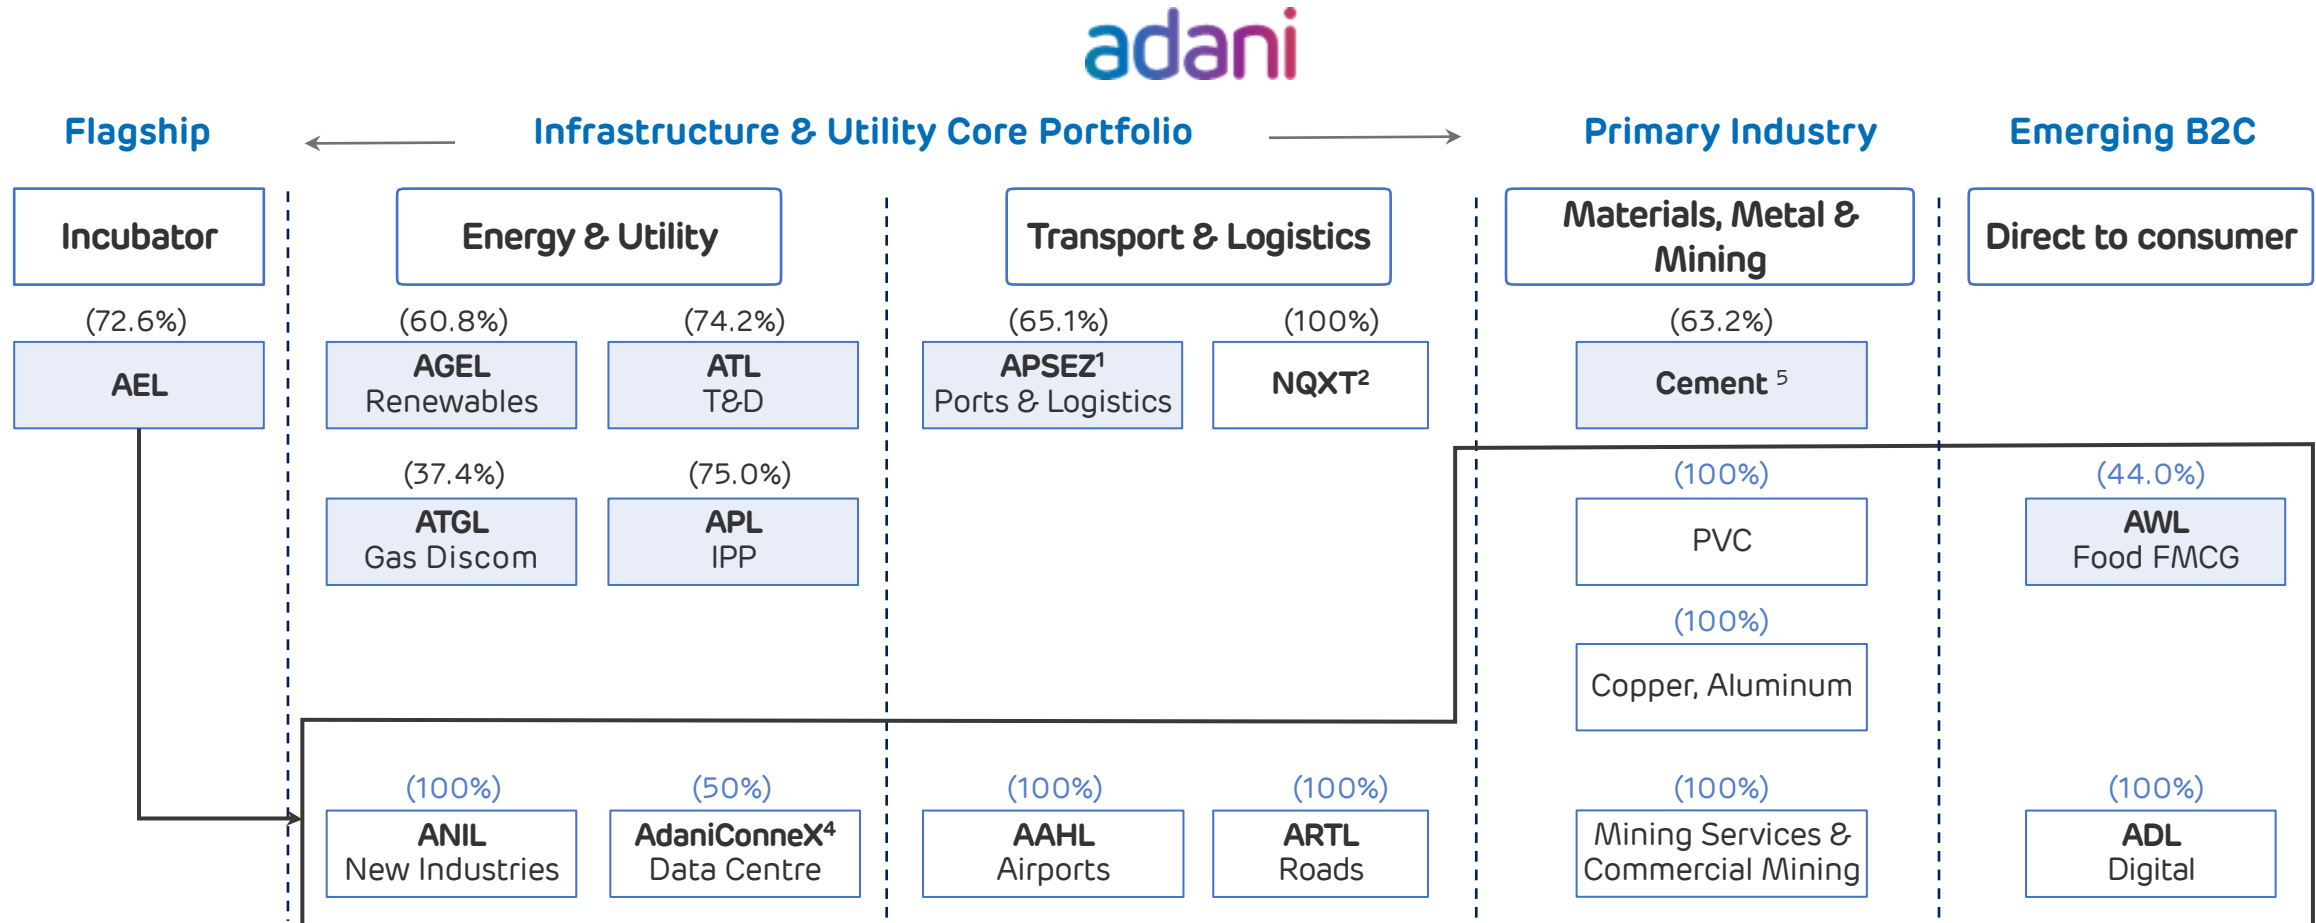 adani
Flagship
Infrastructure & Utility Core Portfolio
Primary Industry
Emerging B2C
Incubator
Energy & Utility
Transport & Logistics
Materials, Metal &
Mining
Direct to consumer
(72.6%)
(60.8%)
(74.2%)
(65.1%)
(100%)
(63.2%)
AEL
AGEL
Renewables
ATL
T&D
APSEZ¹
Ports & Logistics
NQXT²
Cement ⁵
(37.4%)
(75.0%)
(100%)
(44.0%)
ATGL
Gas Discom
APL
IPP
PVC
AWL
Food FMCG
(100%)
Copper, Aluminum
(100%)
(50%)
(100%)
(100%)
(100%)
(100%)
ANIL
New Industries
AdaniConneX⁴
Data Centre
AAHL
Airports
ARTL
Roads
Mining Services &
Commercial Mining
ADL
Digital